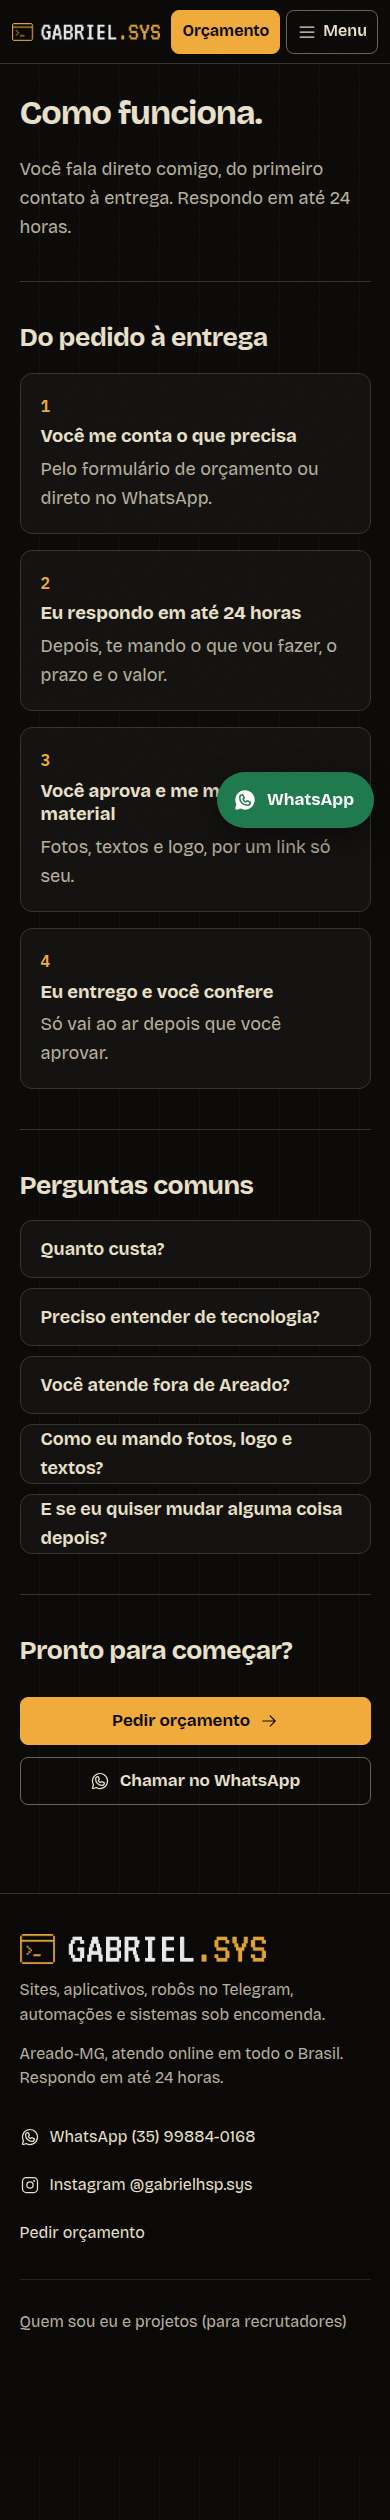 GABRIEL.SYS
Orçamento
Menu
Como funciona.
Você fala direto comigo, do primeiro
contato à entrega. Respondo em até 24
horas.
Do pedido à entrega
1
Você me conta o que precisa
Pelo formulário de orçamento ou
direto no WhatsApp.
2
Eu respondo em até 24 horas
Depois, te mando o que vou fazer, o
prazo e o valor.
3
Você aprova e me
material
WhatsApp
Fotos, textos e logo, por um link só
seu.
4
Eu entrego e você confere
Só vai ao ar depois que você
aprovar.
Perguntas comuns
Quanto custa?
Preciso entender de tecnologia?
Você atende fora de Areado?
Como eu mando fotos, logo e
textos?
E se eu quiser mudar alguma coisa
depois?
Pronto para começar?
Pedir orçamento
Chamar no WhatsApp
GABRIEL.SYS
Sites, aplicativos, robôs no Telegram,
automações e sistemas sob encomenda.
Areado-MG, atendo online em todo o Brasil.
Respondo em até 24 horas.
WhatsApp (35) 99884-0168
Instagram @gabrielhsp.sys
Pedir orçamento
Quem sou eu e projetos (para recrutadores)